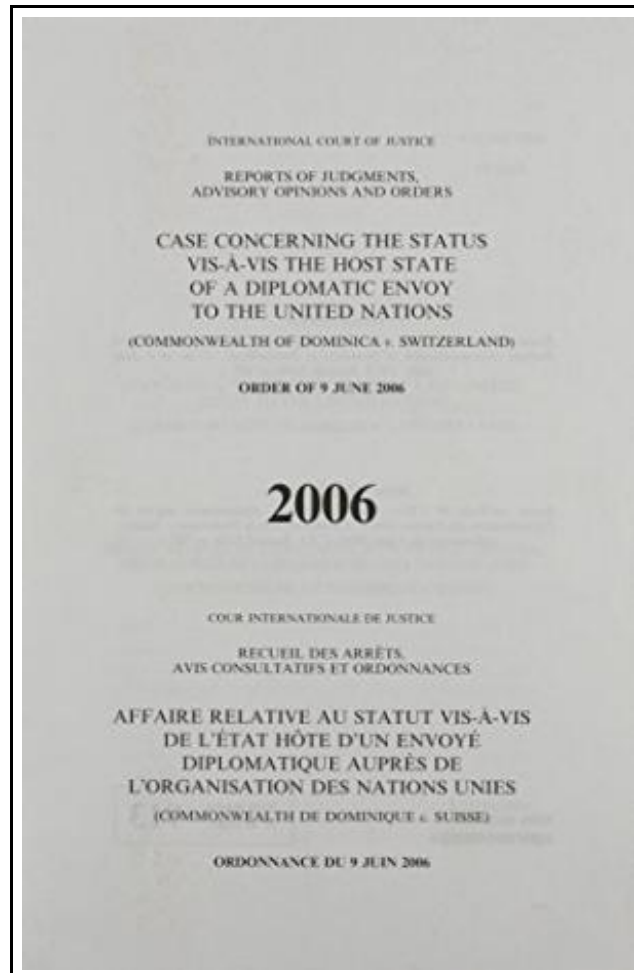 INTERNATIONAL COURT OF JUSTICE
REPORTS OF JUDGMENTS,
ADVISORY OPINIONS AND ORDERS
CASE CONCERNING THE STATUS
VIS-À-VIS THE HOST STATE
OF A DIPLOMATIC ENVOY
TO THE UNITED NATIONS
(COMMONWEALTH OF DOMINICA v. SWITZERLAND)
ORDER OF 9 JUNE 2006
2006
COUR INTERNATIONALE DE JUSTICE
RECUEIL DES ARRÊTS,
AVIS CONSULTATIFS ET ORDONNANCES
AFFAIRE RELATIVE AU STATUT VIS-À-VIS
DE L'ÉTAT HÔTE D'UN ENVOYÉ
DIPLOMATIQUE AUPRÈS DE
L'ORGANISATION DES NATIONS UNIES
(COMMONWEALTH DE DOMINIQUE c. SUISSE)
ORDONNANCE DU 9 JUIN 2006